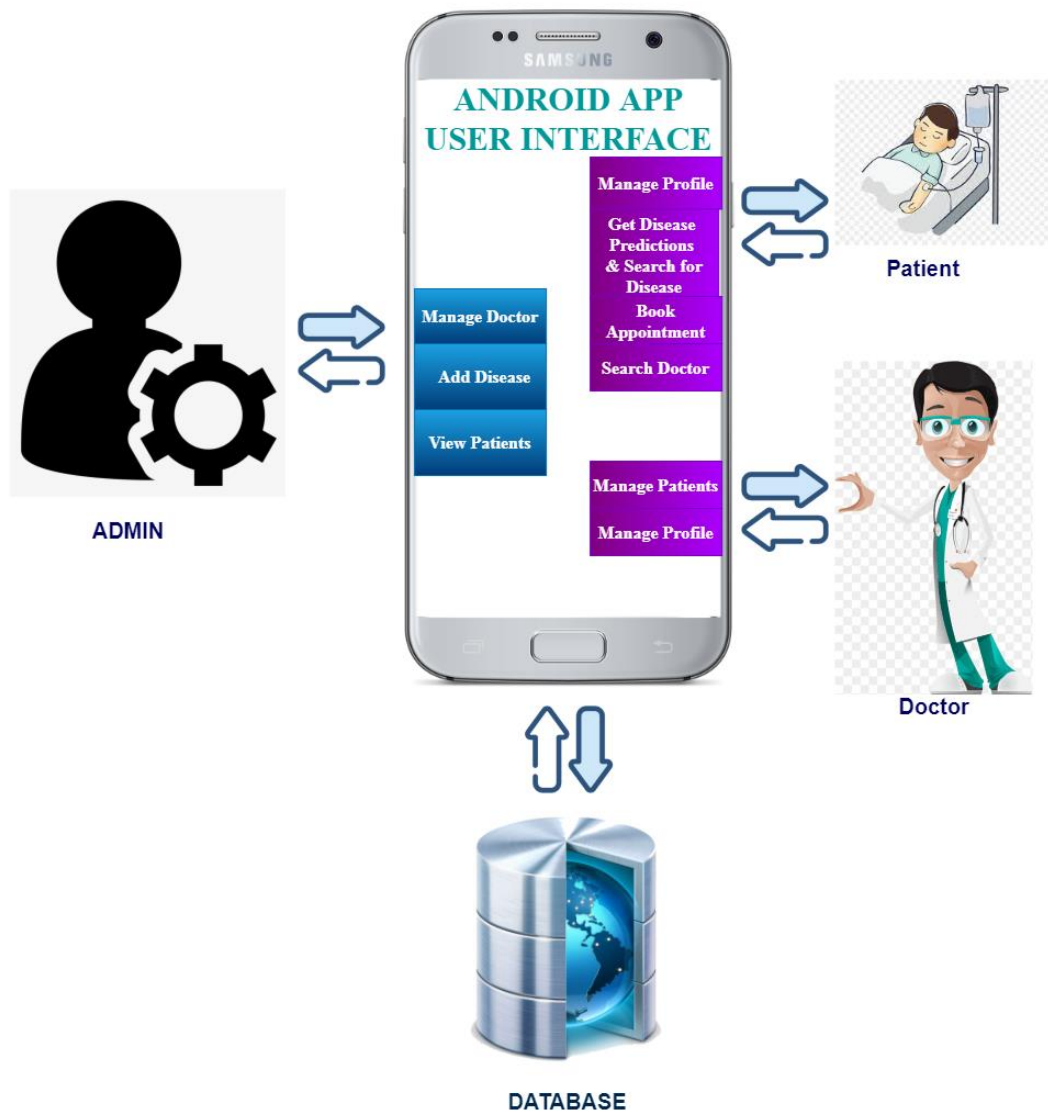 SAMSUNG
ANDROID APP
USER INTERFACE
Manage Profile
Get Disease
Predictions
& Search for
Disease
Book
Appointment
Search Doctor
Patient
Manage Doctor
Add Disease
View Patients
ADMIN
Manage Patients
Manage Profile
Doctor
DATABASE